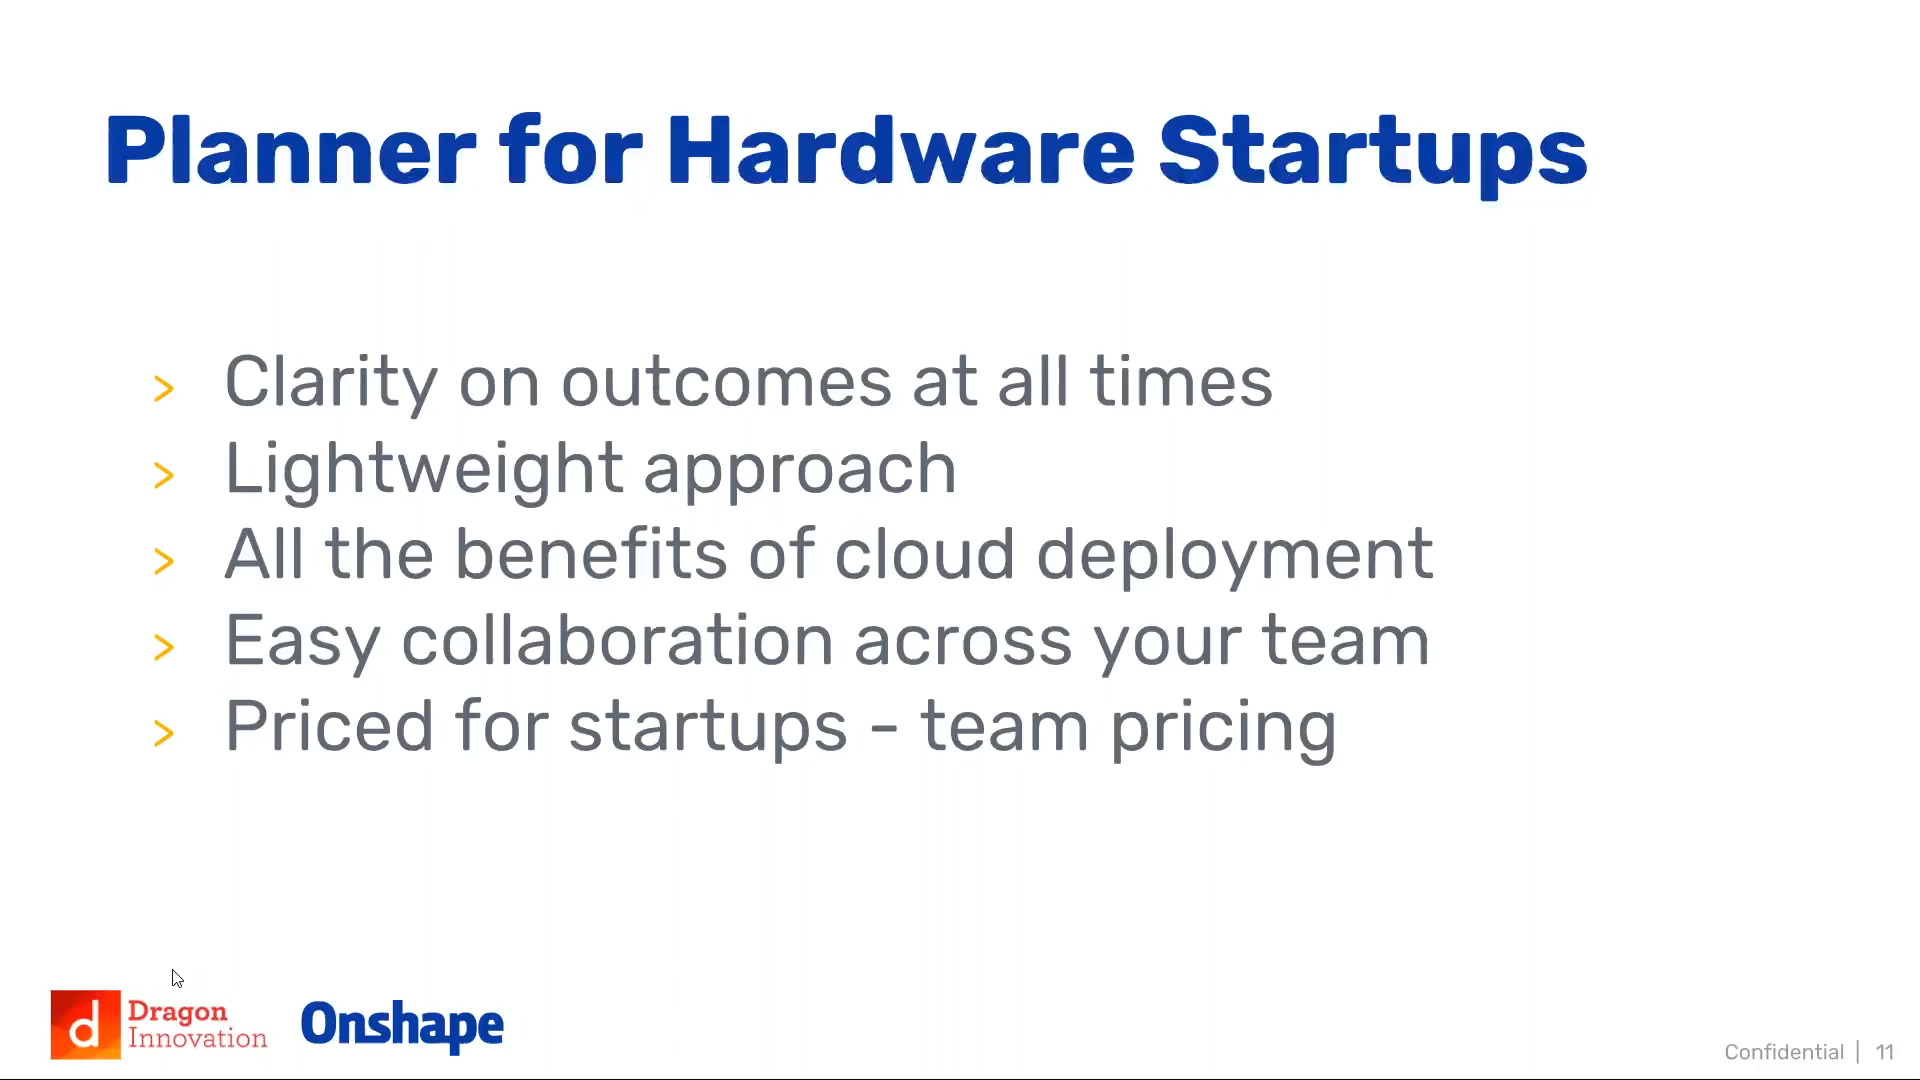 Planner for Hardware Startups
> Clarity on outcomes at all times
> Lightweight approach
> All the benefits of cloud deployment
> Easy collaboration across your team
> Priced for startups - team pricing
d Dragon
Innovation
Onshape
Confidential | 11